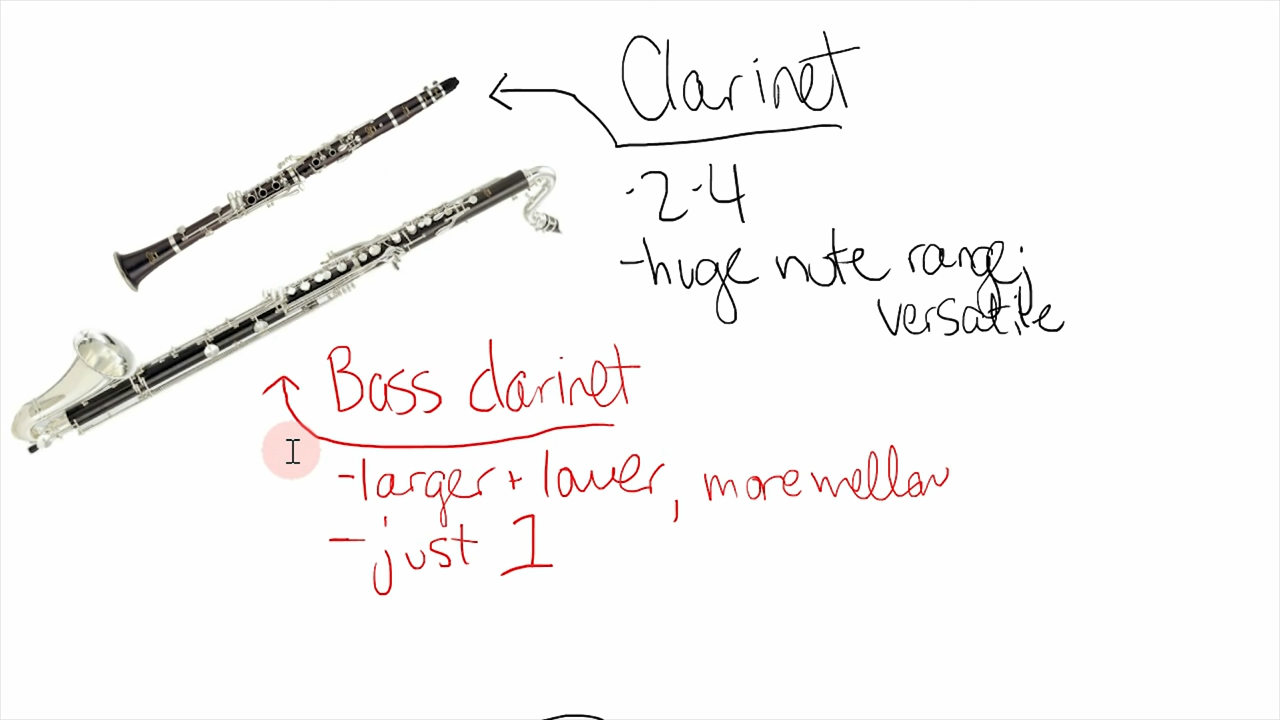 Clarinet
-2-4
-huge note range;
versatile
Bass clarinet
-larger + lower, more mellow
-just 1